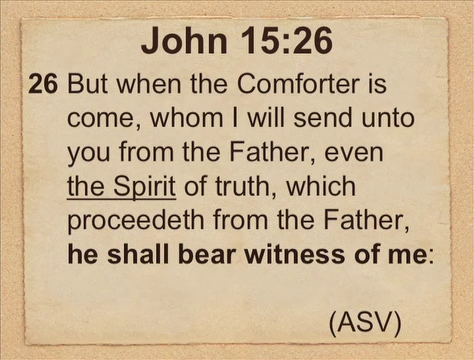 John 15:26
26 But when the Comforter is
come, whom I will send unto
you from the Father, even
the Spirit of truth, which
proceedeth from the Father,
he shall bear witness of me:
(ASV)